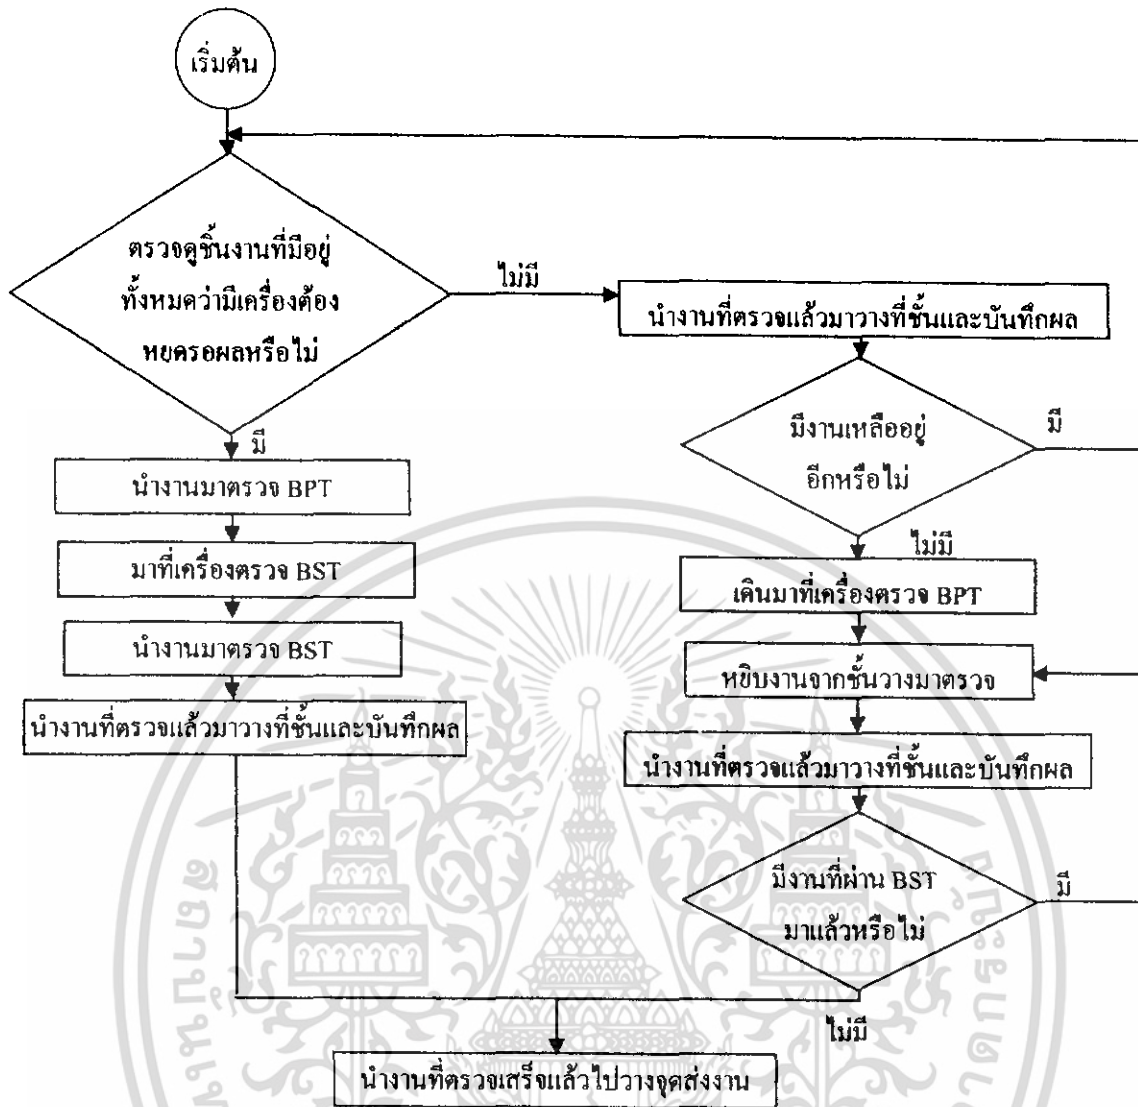 เริ่มต้น
ตรวจดูชิ้นงานที่มีอยู่
ทั้งหมดว่ามีเครื่องต้อง
หยดรอผลหรือไม่
ไม่มี
มี
นำงานมาตรวจ BPT
มาที่เครื่องตรวจ BST
นำงานมาตรวจ BST
นำงานที่ตรวจแล้วมาวางที่ชั้นและบันทึกผล
นำงานที่ตรวจแล้วมาวางที่ชั้นและบันทึกผล
มีงานเหลืออยู่
อีกหรือไม่
มี
ไม่มี
เดินมาที่เครื่องตรวจ BPT
หยิบงานจากชั้นวางมาตรวจ
นำงานที่ตรวจแล้วมาวางที่ชั้นและบันทึกผล
มีงานที่ผ่าน BST
มาแล้วหรือไม่
มี
ไม่มี
นำงานที่ตรวจเสร็จแล้วไปวางจุดส่งงาน